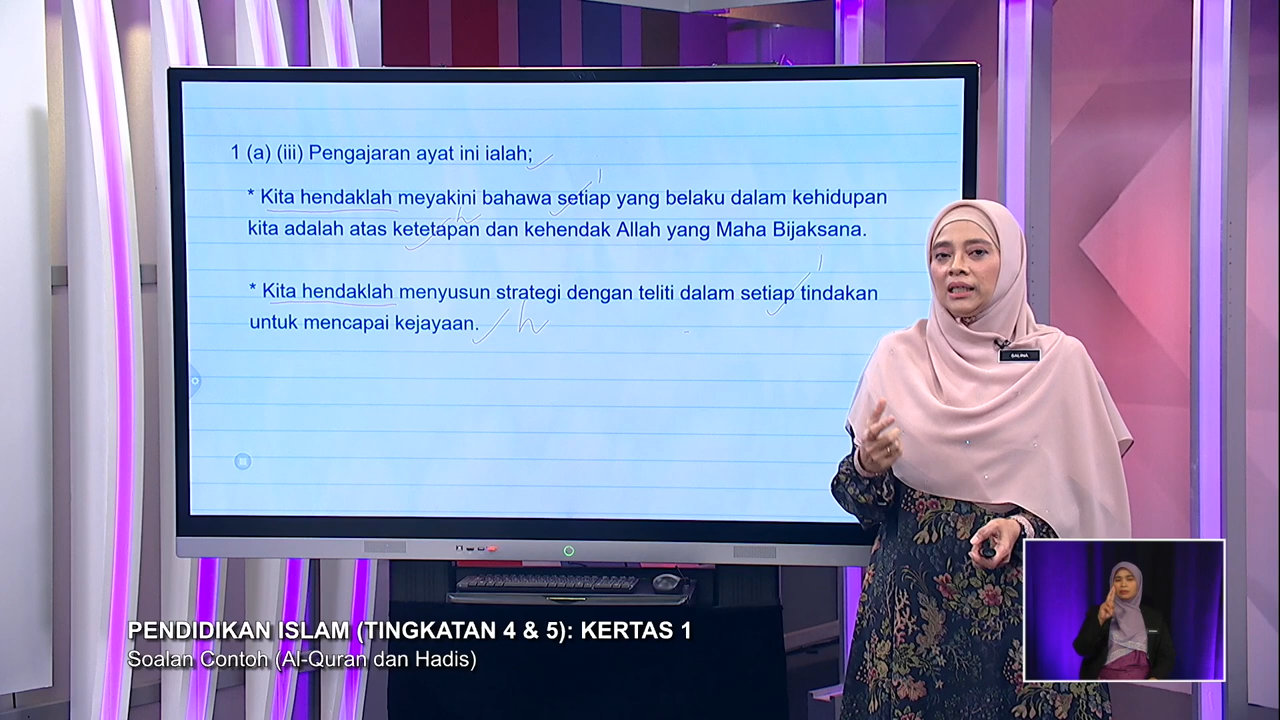 1 (a) (iii) Pengajaran ayat ini ialah;
* Kita hendaklah meyakini bahawa setiap yang belaku dalam kehidupan
kita adalah atas ketetapan dan kehendak Allah yang Maha Bijaksana.
* Kita hendaklah menyusun strategi dengan teliti dalam setiap tindakan
untuk mencapai kejayaan.
h
h
SALINA
PENDIDIKAN ISLAM (TINGKATAN 4 & 5): KERTAS 1
Soalan Contoh (Al-Quran dan Hadis)